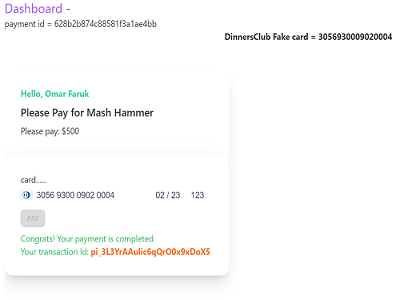 Dashboard -
payment id = 628b2b874c88581f3a1ae4bb
DinnersClub Fake card = 3056930009020004
Hello, Omar Faruk
Please Pay for Mash Hammer
Please pay: $500
card......
3056 9300 0902 0004 02 / 23 123
PAY
Congrats! Your payment is completed.
Your transaction Id: pi_3L3YrAAulic6qQrO0x9xDoX5